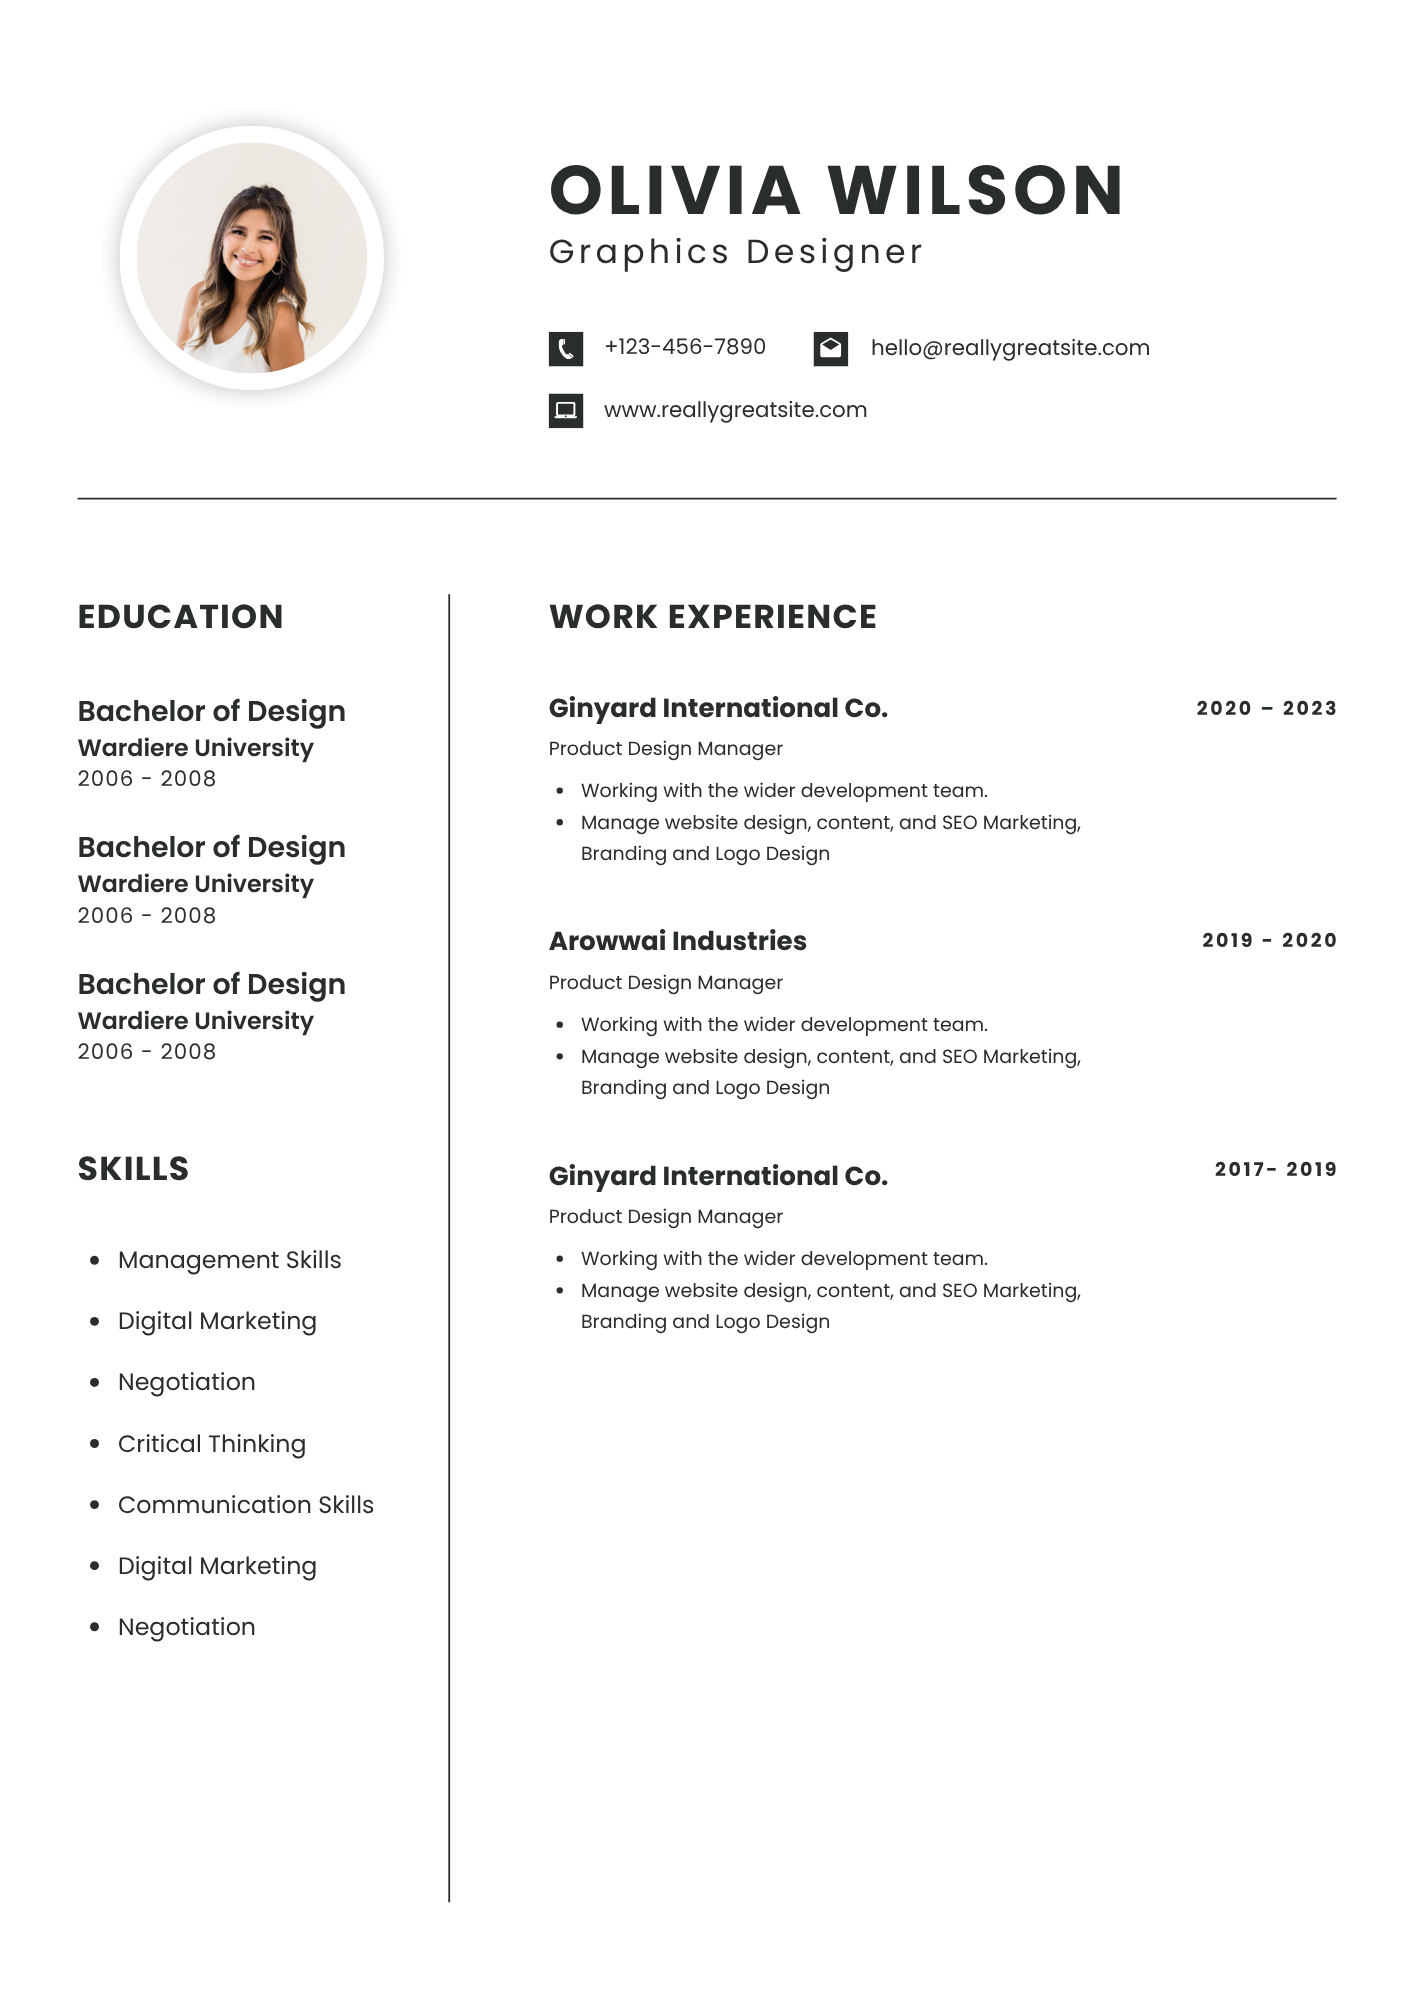 OLIVIA WILSON
Graphics Designer
+123-456-7890
hello@reallygreatsite.com
www.reallygreatsite.com
EDUCATION
Bachelor of Design
Wardiere University
2006 - 2008
Bachelor of Design
Wardiere University
2006 - 2008
Bachelor of Design
Wardiere University
2006 - 2008
SKILLS
• Management Skills
• Digital Marketing
• Negotiation
• Critical Thinking
• Communication Skills
• Digital Marketing
• Negotiation
WORK EXPERIENCE
Ginyard International Co.
2020 – 2023
Product Design Manager
• Working with the wider development team.
• Manage website design, content, and SEO Marketing,
Branding and Logo Design
Arowwai Industries
2019 - 2020
Product Design Manager
• Working with the wider development team.
• Manage website design, content, and SEO Marketing,
Branding and Logo Design
Ginyard International Co.
2017- 2019
Product Design Manager
• Working with the wider development team.
• Manage website design, content, and SEO Marketing,
Branding and Logo Design